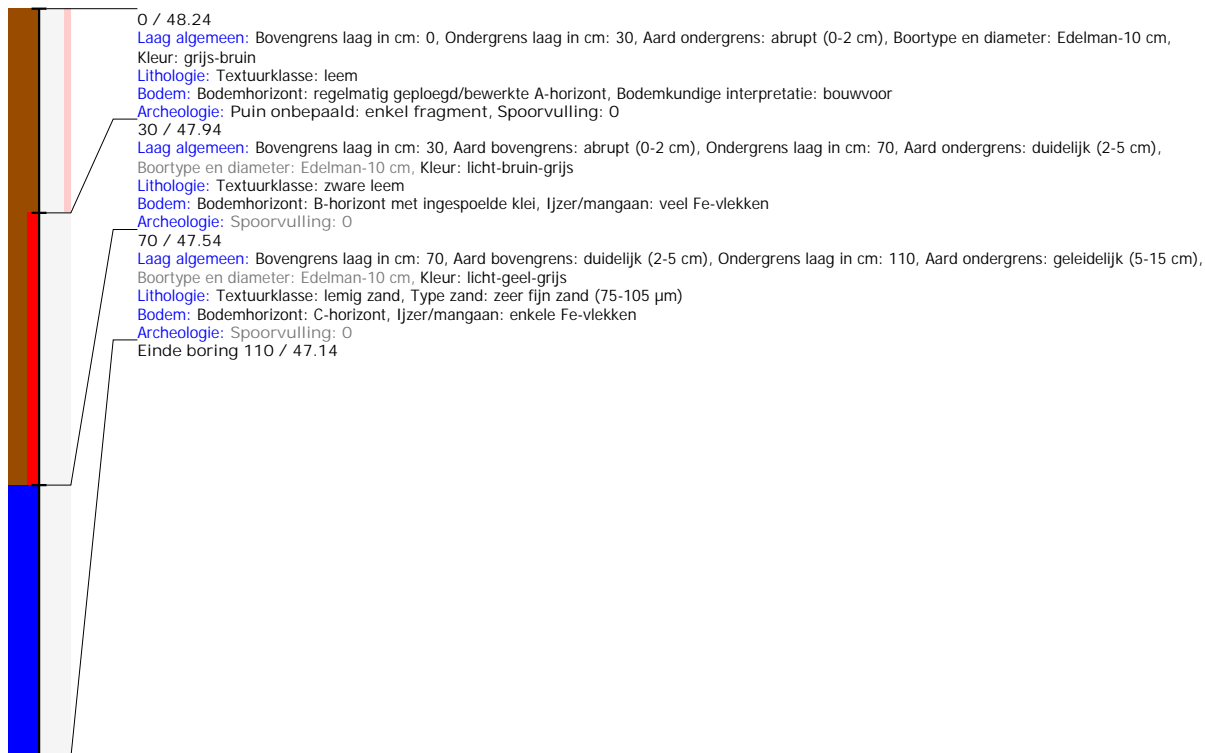 0 / 48.24
Laag algemeen: Bovengrens laag in cm: 0, Ondergrens laag in cm: 30, Aard ondergrens: abrupt (0-2 cm), Boortype en diameter: Edelman-10 cm,
Kleur: grijs-bruin
Lithologie: Textuurklasse: leem
Bodem: Bodemhorizont: regelmatig geploegd/bewerkte A-horizont, Bodemkundige interpretatie: bouwvoor
Archeologie: Puin onbepaald: enkel fragment, Spoorvulling: 0
30 / 47.94
Laag algemeen: Bovengrens laag in cm: 30, Aard bovengrens: abrupt (0-2 cm), Ondergrens laag in cm: 70, Aard ondergrens: duidelijk (2-5 cm),
Boortype en diameter: Edelman-10 cm, Kleur: licht-bruin-grijs
Lithologie: Textuurklasse: zware leem
Bodem: Bodemhorizont: B-horizont met ingespoelde klei, Ijzer/mangaan: veel Fe-vlekken
Archeologie: Spoorvulling: 0
70 / 47.54
Laag algemeen: Bovengrens laag in cm: 70, Aard bovengrens: duidelijk (2-5 cm), Ondergrens laag in cm: 110, Aard ondergrens: geleidelijk (5-15 cm),
Boortype en diameter: Edelman-10 cm, Kleur: licht-geel-grijs
Lithologie: Textuurklasse: lemig zand, Type zand: zeer fijn zand (75-105 µm)
Bodem: Bodemhorizont: C-horizont, Ijzer/mangaan: enkele Fe-vlekken
Archeologie: Spoorvulling: 0
Einde boring 110 / 47.14